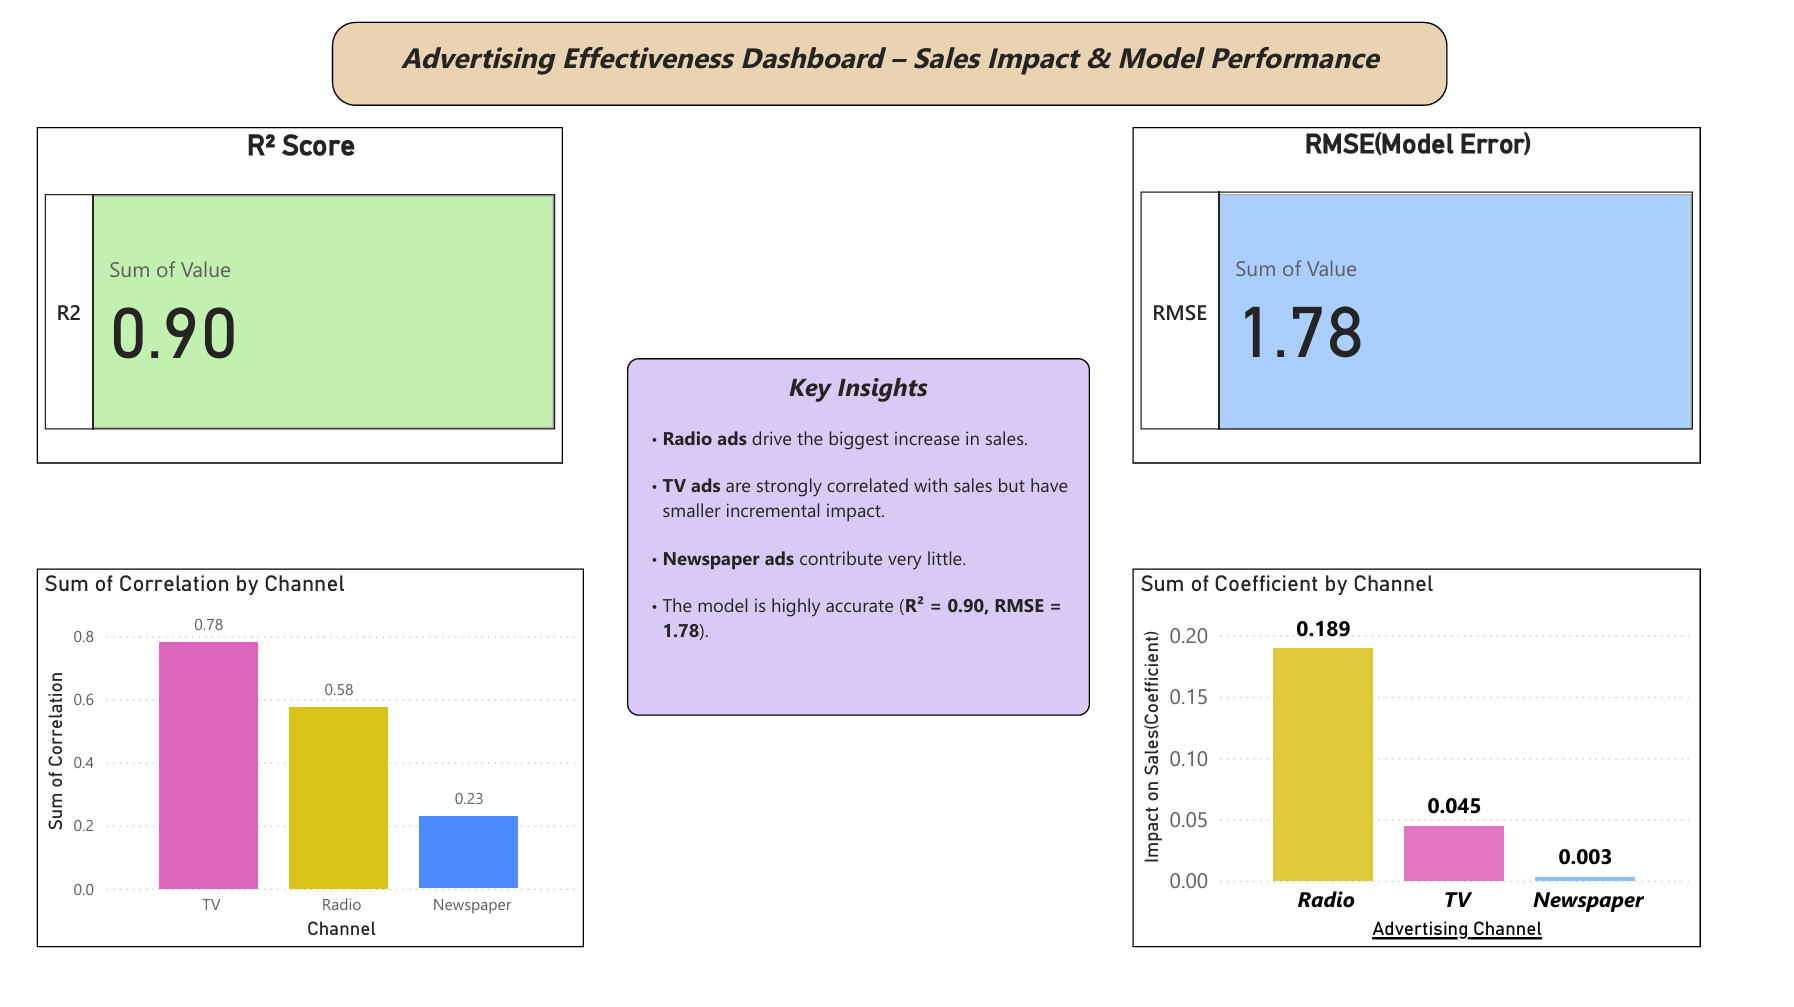 Advertising Effectiveness Dashboard – Sales Impact & Model Performance
R² Score
R2
Sum of Value
0.90
RMSE(Model Error)
RMSE
Sum of Value
1.78
Key Insights
• Radio ads drive the biggest increase in sales.
• TV ads are strongly correlated with sales but have
smaller incremental impact.
• Newspaper ads contribute very little.
• The model is highly accurate (R² = 0.90, RMSE =
1.78).
Sum of Correlation by Channel
Sum of Correlation
0.8
0.6
0.4
0.2
0.0
0.78
0.58
0.23
TV
Radio
Newspaper
Channel
Sum of Coefficient by Channel
Impact on Sales(Coefficient)
0.20
0.15
0.10
0.05
0.00
0.189
0.045
0.003
Radio
TV
Newspaper
Advertising Channel